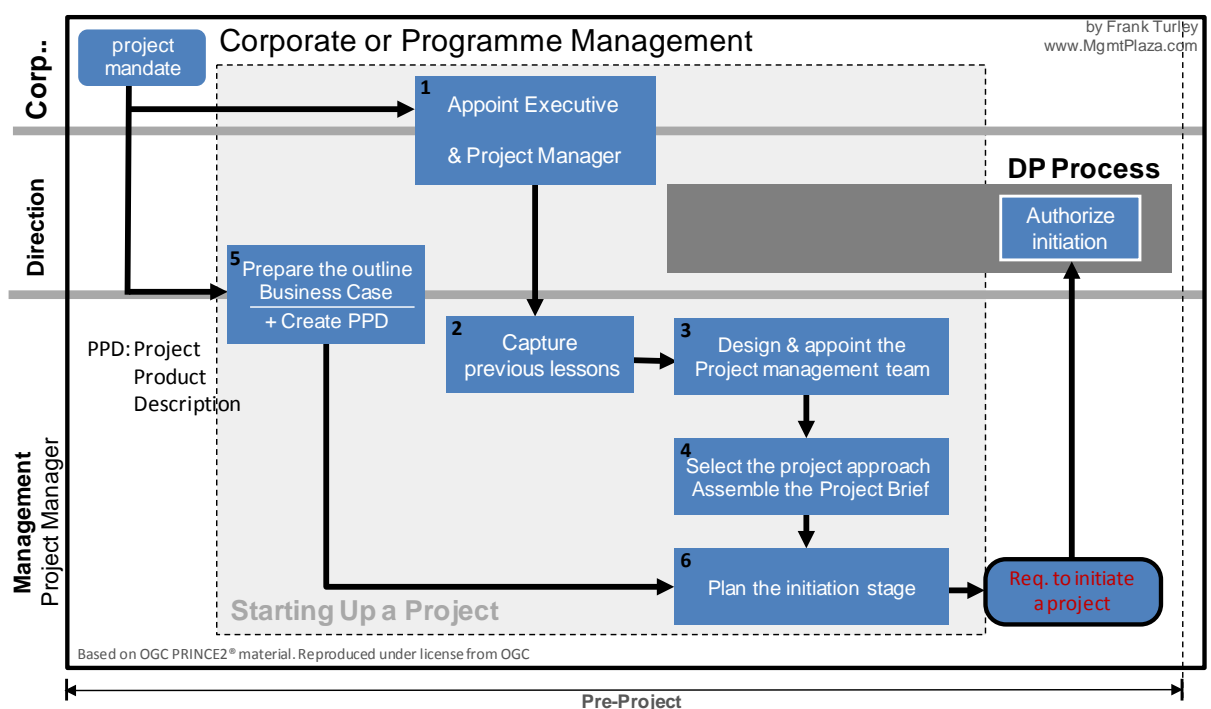 by Frank Turley
www.MgmtPlaza.com
Corporate or Programme Management
project
mandate
Corp..
1
Appoint Executive
& Project Manager
DP Process
Direction
Authorize
initiation
5
Prepare the outline
Business Case
+ Create PPD
2
Capture
previous lessons
3
Design & appoint the
Project management team
PPD: Project
Product
Description
4
Select the project approach
Assemble the Project Brief
Management
Project Manager
6
Plan the initiation stage
Req. to initiate
a project
Starting Up a Project
Based on OGC PRINCE2® material. Reproduced under license from OGC
Pre-Project